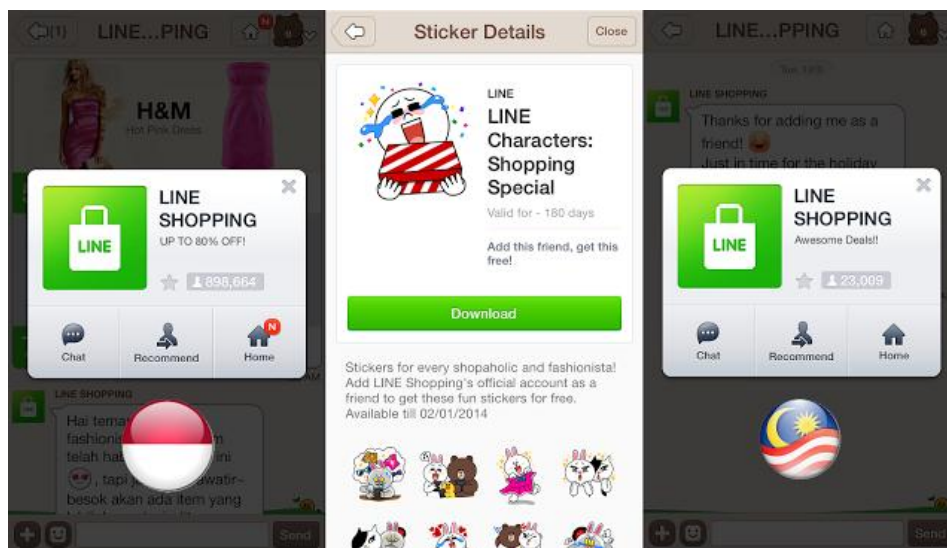 (1)
LINE...PING
N
H&M
Hot Pink Dress
LINE
LINE
SHOPPING
UP TO 80% OFF!
898,664
Chat
Recommend
N
Home
LINE SHOPPING
Hai
fashionis
telah ha
, tapi
besok akan ada item yang
Send
Sticker Details
Close
LINE
LINE
Characters:
Shopping
Special
Valid for - 180 days
Add this friend, get this
free!
Download
Stickers for every shopaholic and fashionista!
Add LINE Shopping's official account as a
friend to get these fun stickers for free.
Available till 02/01/2014
LINE...PPING
LINE SHOPPING
Thanks for adding me as a
friend!
Just in time for the holiday
LINE
LINE
SHOPPING
Awesome Deals!!
23,009
Chat
Recommend
Home
Send